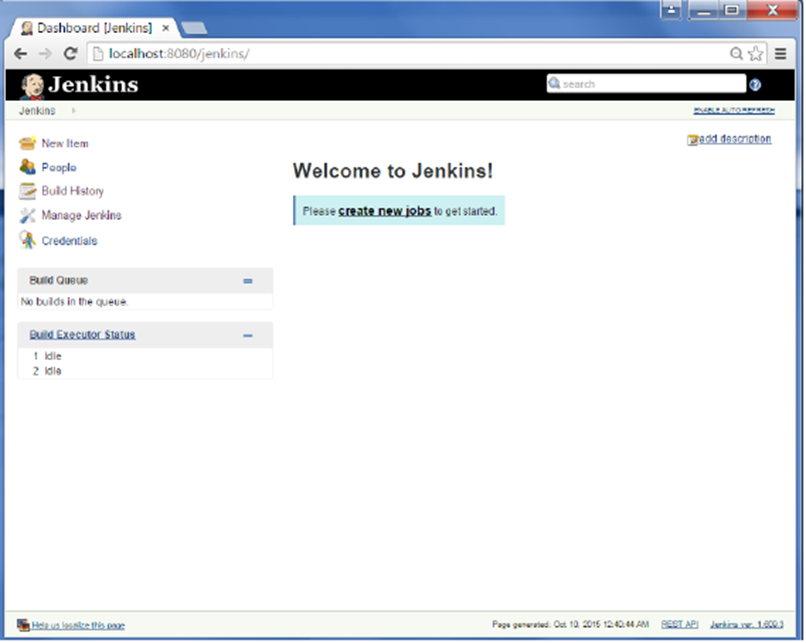 Dashboard [Jenkins]
localhost:8080/jenkins/
Jenkins
search
Jenkins
ENABLE AUTO REFRESH
New Item
add description
People
Build History
Manage Jenkins
Credentials
Welcome to Jenkins!
Please create new jobs to get started.
Build Queue
No builds in the queue.
Build Executor Status
1 Idle
2 Idle
Help us localize this page
Page generated: Oct 10, 2015 12:40:44 AM
REST API
Jenkins ver. 1.609.3